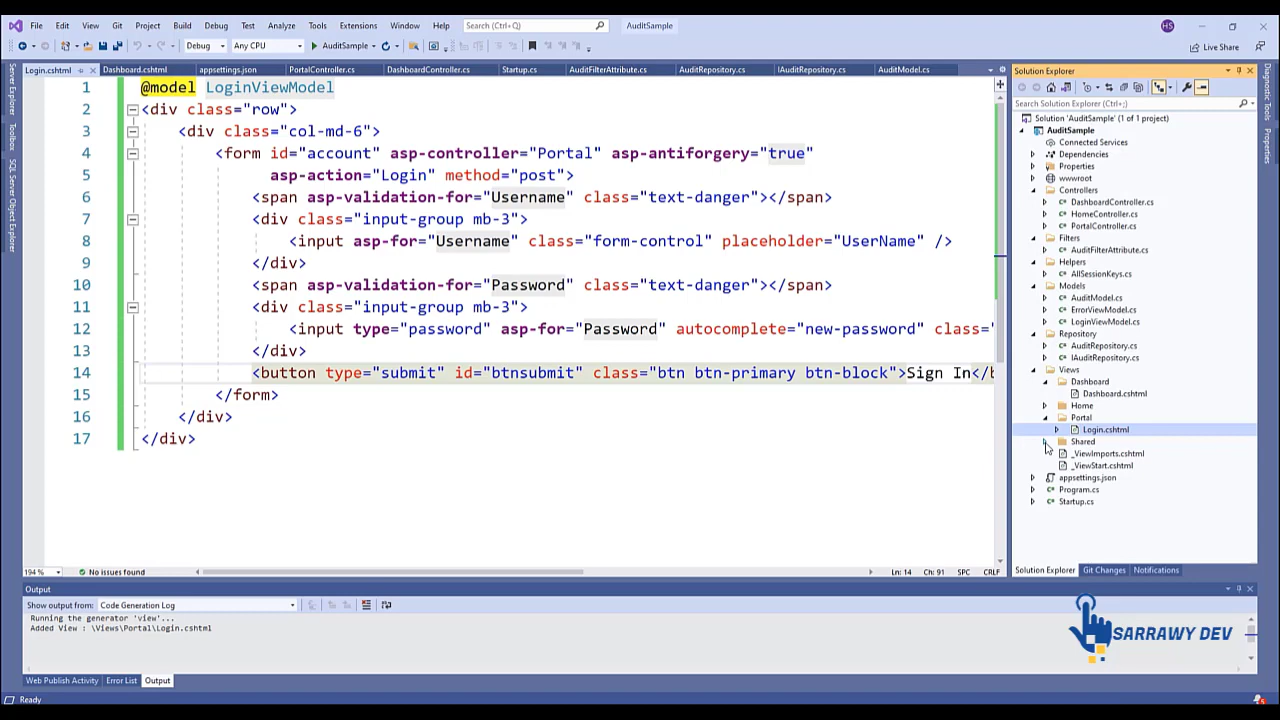 File Edit View Git Project Build Debug Test Analyze Tools Extensions Window Help Search (Ctrl+Q) AuditSample HS
Debug Any CPU AuditSample Live Share
Login.cshtml Dashboard.cshtml appsettings.json PortalController.cs DashboardController.cs Startup.cs AuditFilterAttribute.cs AuditRepository.cs IAuditRepository.cs AuditModel.cs
Server Explorer
Toolbox
SQL Server Object Explorer
1 @model LoginViewModel
2 <div class="row">
3 <div class="col-md-6">
4 <form id="account" asp-controller="Portal" asp-antiforgery="true"
5 asp-action="Login" method="post">
6 <span asp-validation-for="Username" class="text-danger"></span>
7 <div class="input-group mb-3">
8 <input asp-for="Username" class="form-control" placeholder="UserName" />
9 </div>
10 <span asp-validation-for="Password" class="text-danger"></span>
11 <div class="input-group mb-3">
12 <input type="password" asp-for="Password" autocomplete="new-password" class="
13 </div>
14 <button type="submit" id="btnsubmit" class="btn btn-primary btn-block">Sign In</b
15 </form>
16 </div>
17 </div>
194 % No issues found Ln: 14 Ch: 91 SPC CRLF
Solution Explorer
Search Solution Explorer (Ctrl+;)
Solution 'AuditSample' (1 of 1 project)
AuditSample
Connected Services
Dependencies
Properties
wwwroot
Controllers
DashboardController.cs
HomeController.cs
PortalController.cs
Filters
AuditFilterAttribute.cs
Helpers
AllSessionKeys.cs
Models
AuditModel.cs
ErrorViewModel.cs
LoginViewModel.cs
Repository
AuditRepository.cs
IAuditRepository.cs
Views
Dashboard
Dashboard.cshtml
Home
Portal
Login.cshtml
Shared
_ViewImports.cshtml
_ViewStart.cshtml
appsettings.json
Program.cs
Startup.cs
Solution Explorer Git Changes Notifications
Diagnostic Tools
Properties
Output
Show output from: Code Generation Log
Running the generator 'view'...
Added View : \Views\Portal\Login.cshtml
SARRAWY DEV
Web Publish Activity Error List Output
Ready